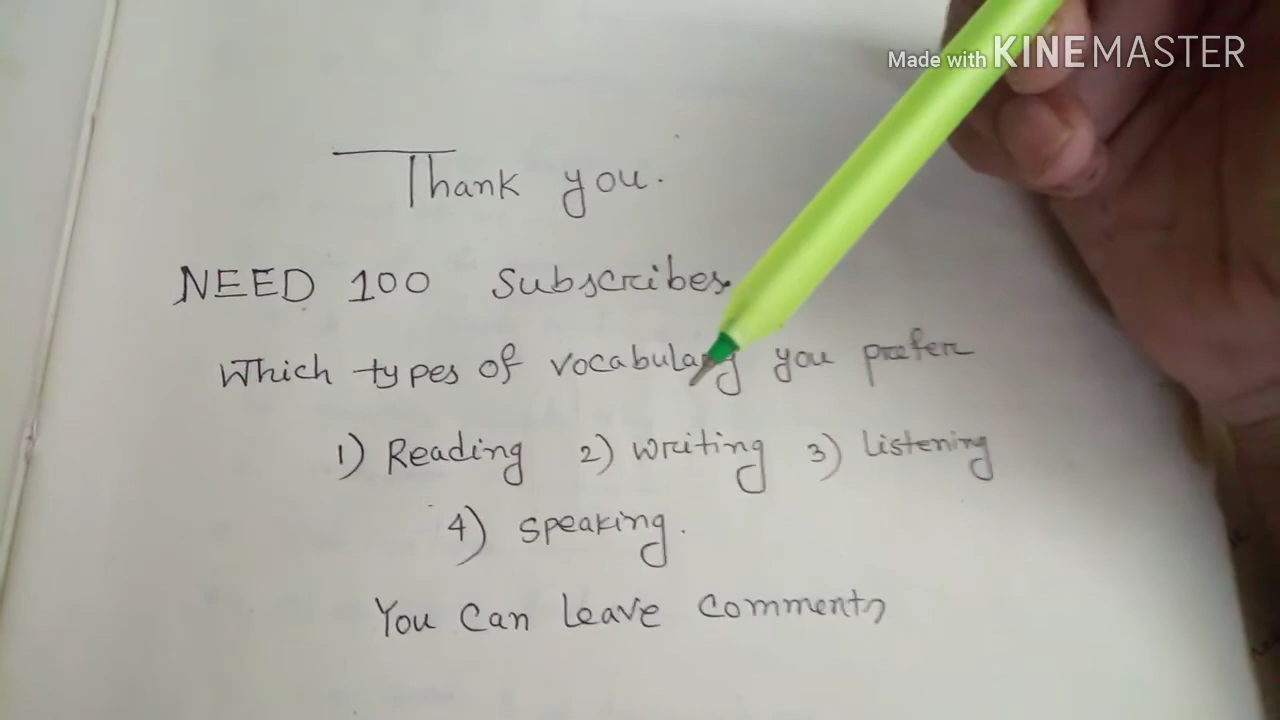 Made with KINEMASTER
Thank you.
NEED 100 Subscribes.
Which types of vocabulary you prefer
1) Reading 2) writing 3) listening
4) speaking.
You can leave comments